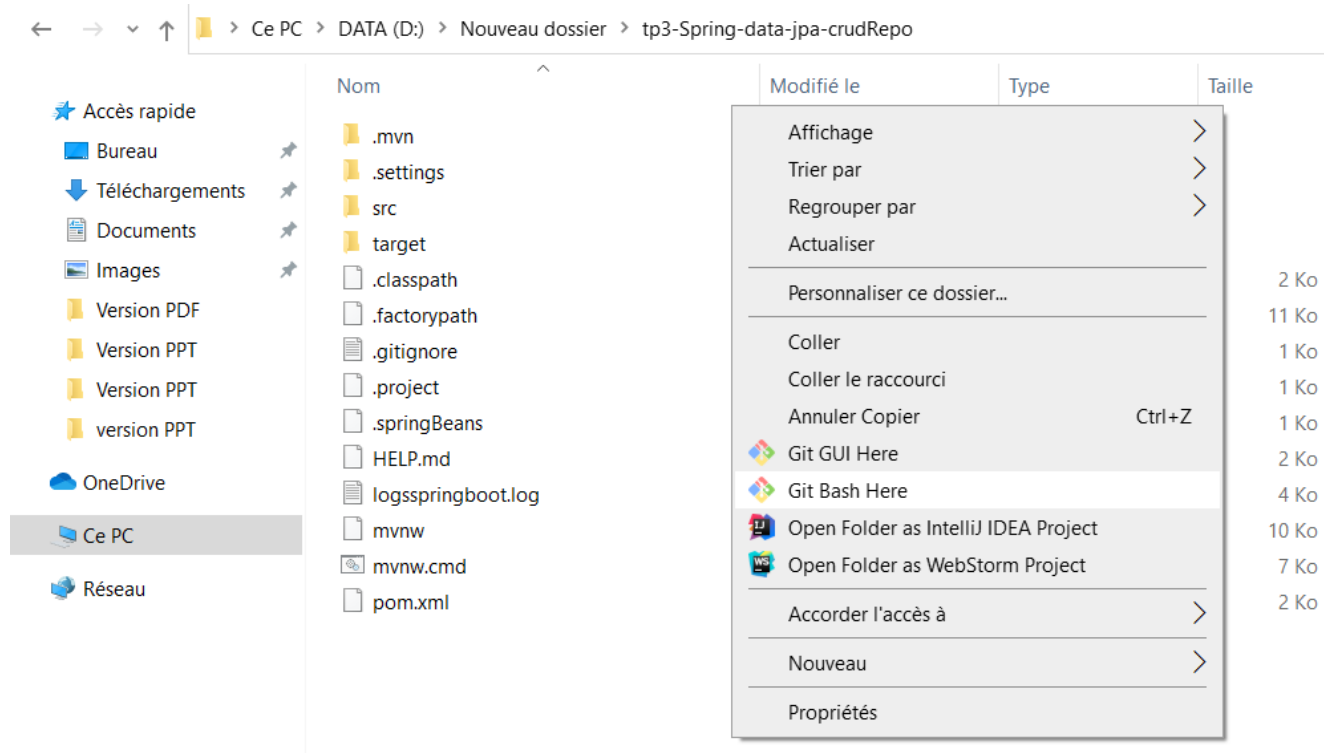 Ce PC > DATA (D:) > Nouveau dossier > tp3-Spring-data-jpa-crudRepo
Nom Modifié le Type Taille
Accès rapide
Bureau
Téléchargements
Documents
Images
Version PDF
Version PPT
Version PPT
version PPT
OneDrive
Ce PC
Réseau
.mvn
.settings
src
target
.classpath 2 Ko
.factorypath 11 Ko
.gitignore 1 Ko
.project 1 Ko
.springBeans 1 Ko
HELP.md 2 Ko
logsspringboot.log 4 Ko
mvnw 10 Ko
mvnw.cmd 7 Ko
pom.xml 2 Ko
Affichage
Trier par
Regrouper par
Actualiser
Personnaliser ce dossier...
Coller
Coller le raccourci
Annuler Copier Ctrl+Z
Git GUI Here
Git Bash Here
Open Folder as IntelliJ IDEA Project
Open Folder as WebStorm Project
Accorder l'accès à
Nouveau
Propriétés